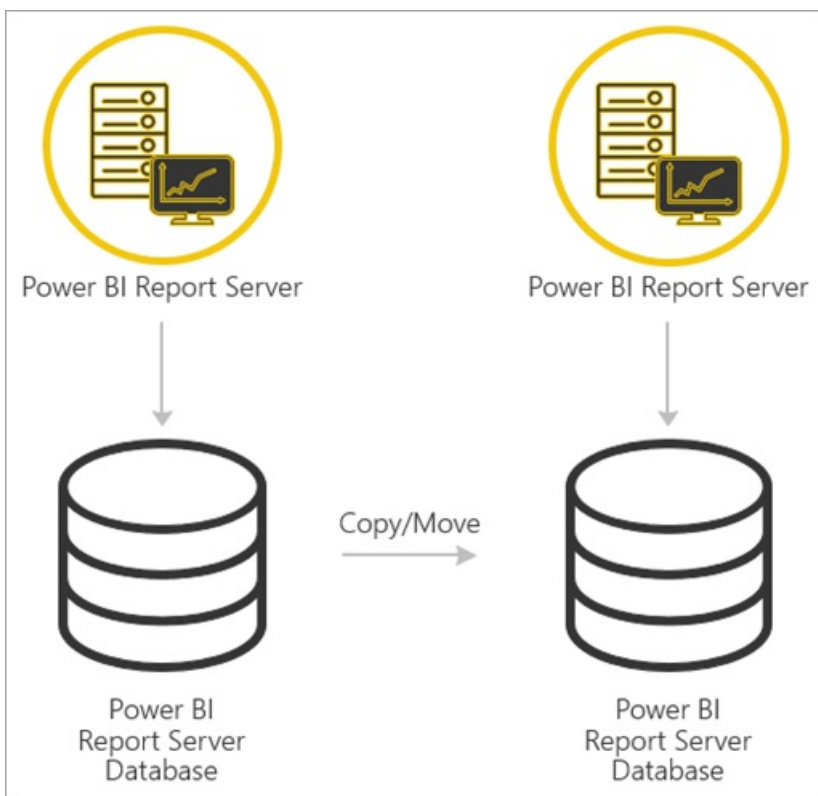 Power BI Report Server
Power BI Report Server
Copy/Move
Power BI
Report Server
Database
Power BI
Report Server
Database